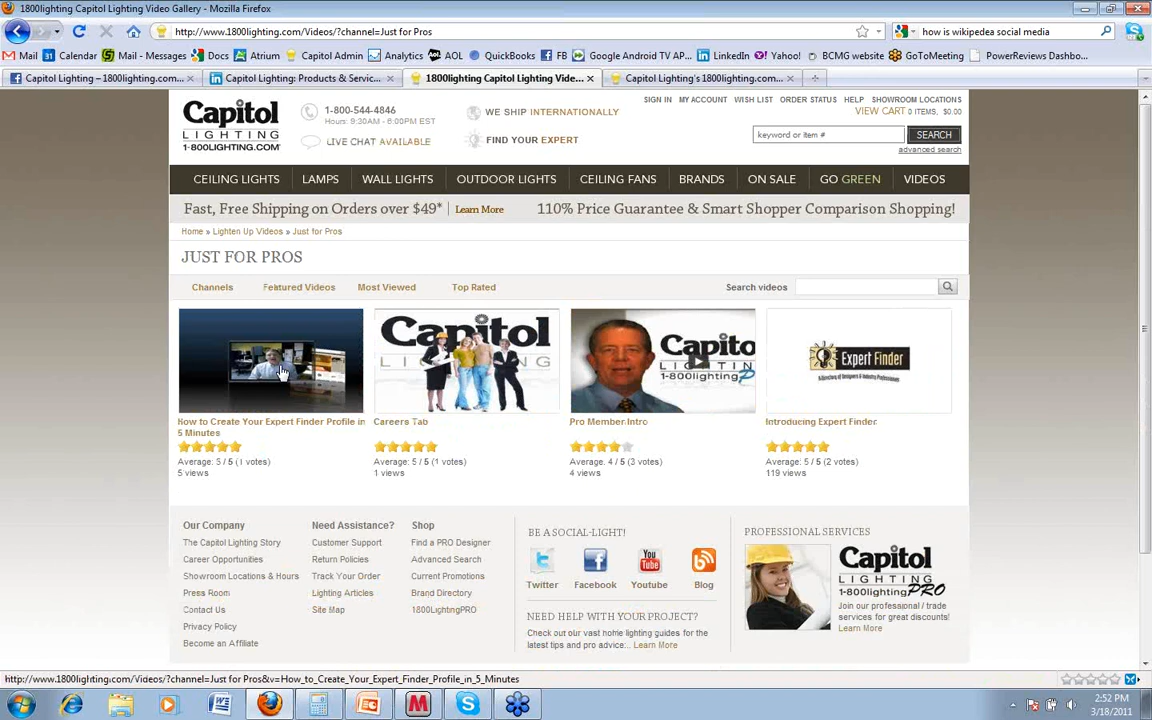 1800lighting Capitol Lighting Video Gallery - Mozilla Firefox
http://www.1800lighting.com/Videos/?channel=Just for Pros
how is wikipedea social media
Mail Calendar Mail - Messages Docs Atrium Capitol Admin Analytics AOL QuickBooks FB Google Android TV AP... LinkedIn Yahoo! BCMG website GoToMeeting PowerReviews Dashbo...
Capitol Lighting – 1800lighting.com... Capitol Lighting: Products & Servic... 1800lighting Capitol Lighting Vide... Capitol Lighting's 1800lighting.com...
SIGN IN MY ACCOUNT WISH LIST ORDER STATUS HELP SHOWROOM LOCATIONS
Capitol
LIGHTING
1-800LIGHTING.COM
1-800-544-4846
Hours: 9:30AM - 6:00PM EST
WE SHIP INTERNATIONALLY
VIEW CART 0 ITEMS, $0.00
LIVE CHAT AVAILABLE
FIND YOUR EXPERT
keyword or item #
SEARCH
advanced search
CEILING LIGHTS LAMPS WALL LIGHTS OUTDOOR LIGHTS CEILING FANS BRANDS ON SALE GO GREEN VIDEOS
Fast, Free Shipping on Orders over $49* Learn More 110% Price Guarantee & Smart Shopper Comparison Shopping!
Home » Lighten Up Videos » Just for Pros
JUST FOR PROS
Channels Featured Videos Most Viewed Top Rated Search videos
Capitol
LIGHTING
Capito
LIGHTING
1-800lighting
Expert Finder
How to Create Your Expert Finder Profile in
5 Minutes
Average: 5 / 5 (1 votes)
5 views
Careers Tab
Average: 5 / 5 (1 votes)
1 views
Pro Member Intro
Average: 4 / 5 (3 votes)
4 views
Introducing Expert Finder
Average: 5 / 5 (2 votes)
119 views
Our Company
The Capitol Lighting Story
Career Opportunities
Showroom Locations & Hours
Press Room
Contact Us
Privacy Policy
Become an Affiliate
Need Assistance?
Customer Support
Return Policies
Track Your Order
Lighting Articles
Site Map
Shop
Find a PRO Designer
Advanced Search
Current Promotions
Brand Directory
1800LightingPRO
BE A SOCIAL-LIGHT!
You
Tube
Twitter Facebook Youtube Blog
NEED HELP WITH YOUR PROJECT?
Check out our vast home lighting guides for the
latest tips and pro advice... Learn More
PROFESSIONAL SERVICES
Capitol
LIGHTING
1-800lighting PRO
Join our professional / trade
services for great discounts!
Learn More
http://www.1800lighting.com/Videos/?channel=Just for Pros&v=How_to_Create_Your_Expert_Finder_Profile_in_5_Minutes
2:52 PM
3/18/2011